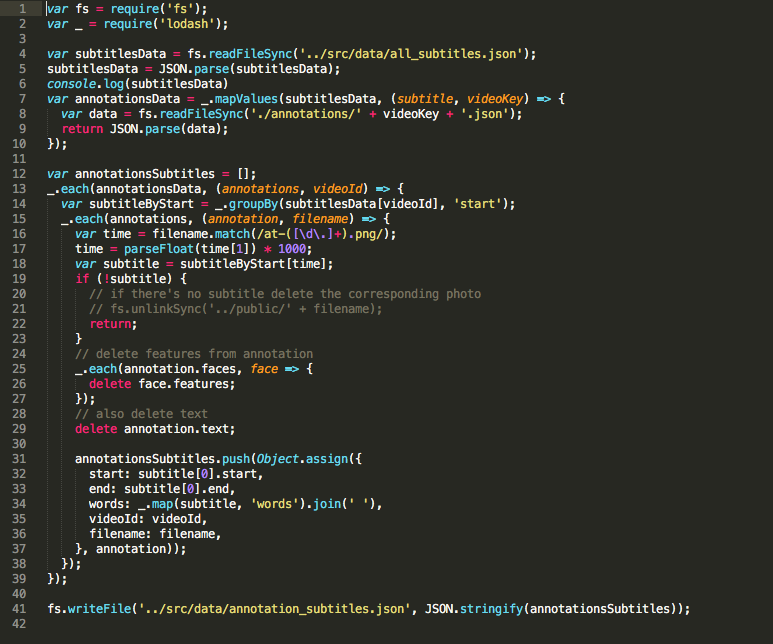 1 var fs = require('fs');
2 var _ = require('lodash');
3
4 var subtitlesData = fs.readFileSync('../src/data/all_subtitles.json');
5 subtitlesData = JSON.parse(subtitlesData);
6 console.log(subtitlesData)
7 var annotationsData = _.mapValues(subtitlesData, (subtitle, videoKey) => {
8   var data = fs.readFileSync('./annotations/' + videoKey + '.json');
9   return JSON.parse(data);
10 });
11
12 var annotationsSubtitles = [];
13 _.each(annotationsData, (annotations, videoId) => {
14   var subtitleByStart = _.groupBy(subtitlesData[videoId], 'start');
15   _.each(annotations, (annotation, filename) => {
16     var time = filename.match(/at-([\d\.]+).png/);
17     time = parseFloat(time[1]) * 1000;
18     var subtitle = subtitleByStart[time];
19     if (!subtitle) {
20       // if there's no subtitle delete the corresponding photo
21       // fs.unlinkSync('../public/' + filename);
22       return;
23     }
24     // delete features from annotation
25     _.each(annotation.faces, face => {
26       delete face.features;
27     });
28     // also delete text
29     delete annotation.text;
30
31     annotationsSubtitles.push(Object.assign({
32       start: subtitle[0].start,
33       end: subtitle[0].end,
34       words: _.map(subtitle, 'words').join(' '),
35       videoId: videoId,
36       filename: filename,
37     }, annotation));
38   });
39 });
40
41 fs.writeFile('../src/data/annotation_subtitles.json', JSON.stringify(annotationsSubtitles));
42